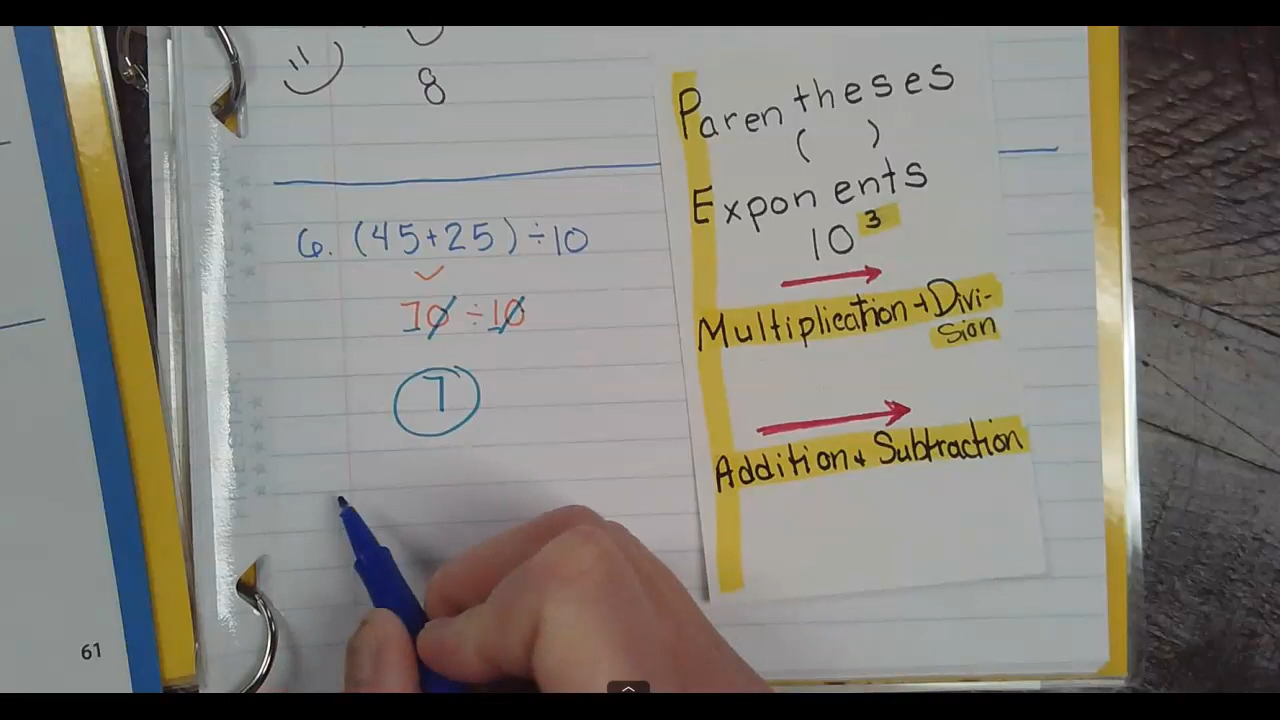 8
6. (45+25)÷10
70÷10
7
Parentheses
( )
Exponents
10³
Multiplication + Divi-
sion
Addition + Subtraction
61